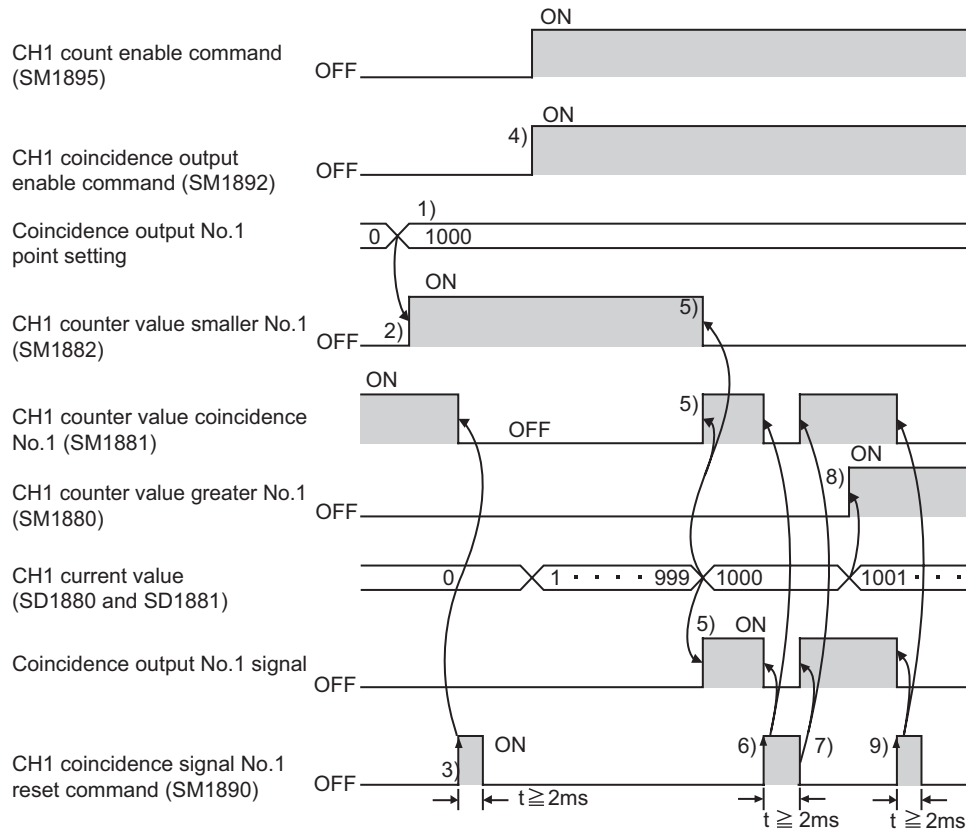 ON
CH1 count enable command
(SM1895)
OFF
ON
4)
CH1 coincidence output
enable command (SM1892)
OFF
1)
Coincidence output No.1
point setting
0 1000
ON
CH1 counter value smaller No.1
(SM1882)
2)
5)
OFF
ON
CH1 counter value coincidence
No.1 (SM1881)
OFF
5)
ON
CH1 counter value greater No.1
(SM1880)
8)
OFF
CH1 current value
(SD1880 and SD1881)
0 1 · · · · 999 1000 1001 · · · ·
5) ON
Coincidence output No.1 signal
OFF
CH1 coincidence signal No.1
reset command (SM1890)
3) ON 6) 7) 9)
OFF
t ≧ 2ms
t ≧ 2ms
t ≧ 2ms